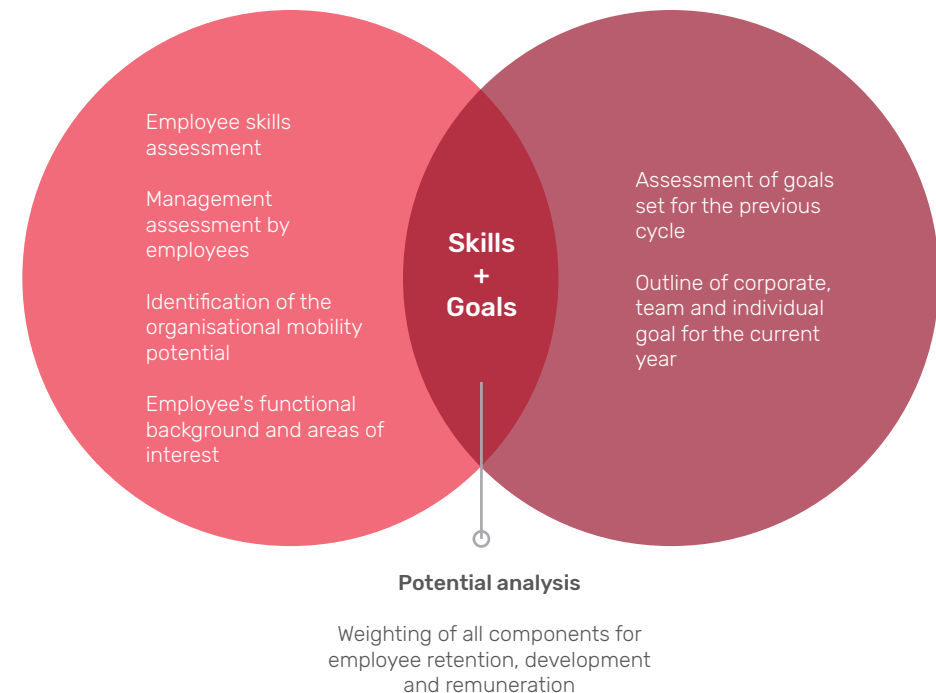 Employee skills
assessment
Management
assessment by
employees
Identification of the
organisational mobility
potential
Employee's functional
background and areas of
interest
Skills
+
Goals
Assessment of goals
set for the previous
cycle
Outline of corporate,
team and individual
goal for the current
year
Potential analysis
Weighting of all components for
employee retention, development
and remuneration